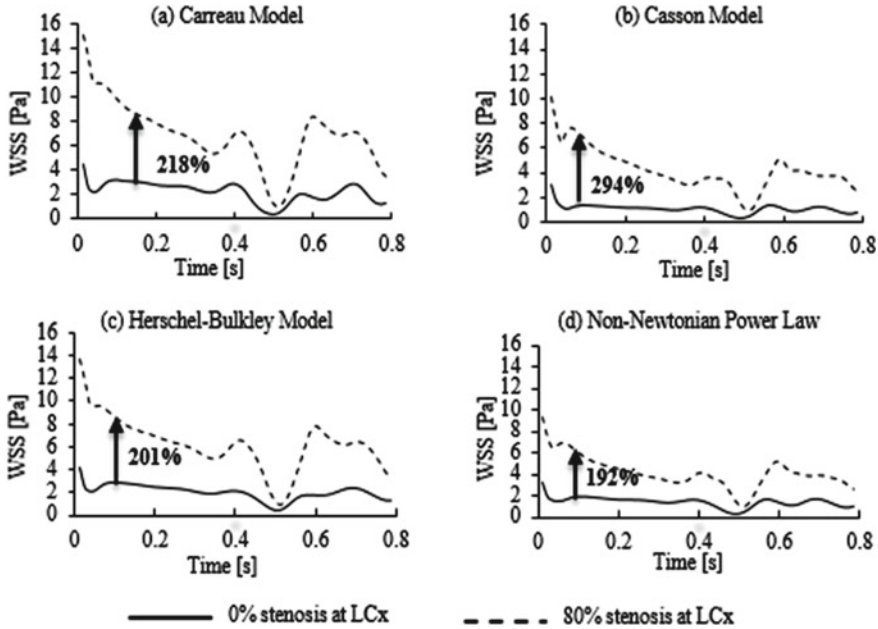 (a) Carreau Model
WSS [Pa]
16
14
12
10
8
6
4
2
0
218%
0 0.2 0.4 0.6 0.8
Time [s]
(b) Casson Model
WSS [Pa]
16
14
12
10
8
6
4
2
0
294%
0 0.2 0.4 0.6 0.8
Time [s]
(c) Herschel-Bulkley Model
WSS [Pa]
16
14
12
10
8
6
4
2
0
201%
0 0.2 0.4 0.6 0.8
Time [s]
(d) Non-Newtonian Power Law
WSS [Pa]
16
14
12
10
8
6
4
2
0
192%
0 0.2 0.4 0.6 0.8
Time [s]
0% stenosis at LCx
80% stenosis at LCx